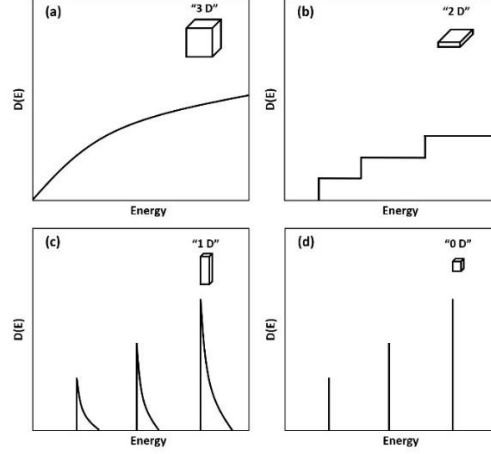 (a)
"3 D"
D(E)
Energy
(b)
"2 D"
D(E)
Energy
(c)
"1 D"
D(E)
Energy
(d)
"0 D"
D(E)
Energy